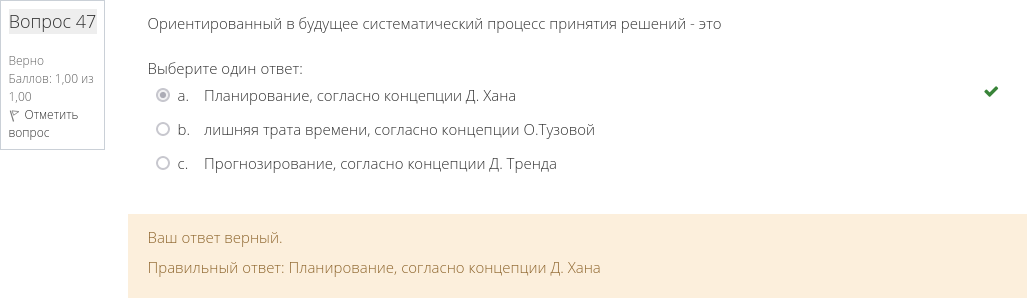 Вопрос 47
Верно
Баллов: 1,00 из
1,00
Отметить
вопрос
Ориентированный в будущее систематический процесс принятия решений - это
Выберите один ответ:
a. Планирование, согласно концепции Д. Хана
b. лишняя трата времени, согласно концепции О.Тузовой
c. Прогнозирование, согласно концепции Д. Тренда
Ваш ответ верный.
Правильный ответ: Планирование, согласно концепции Д. Хана